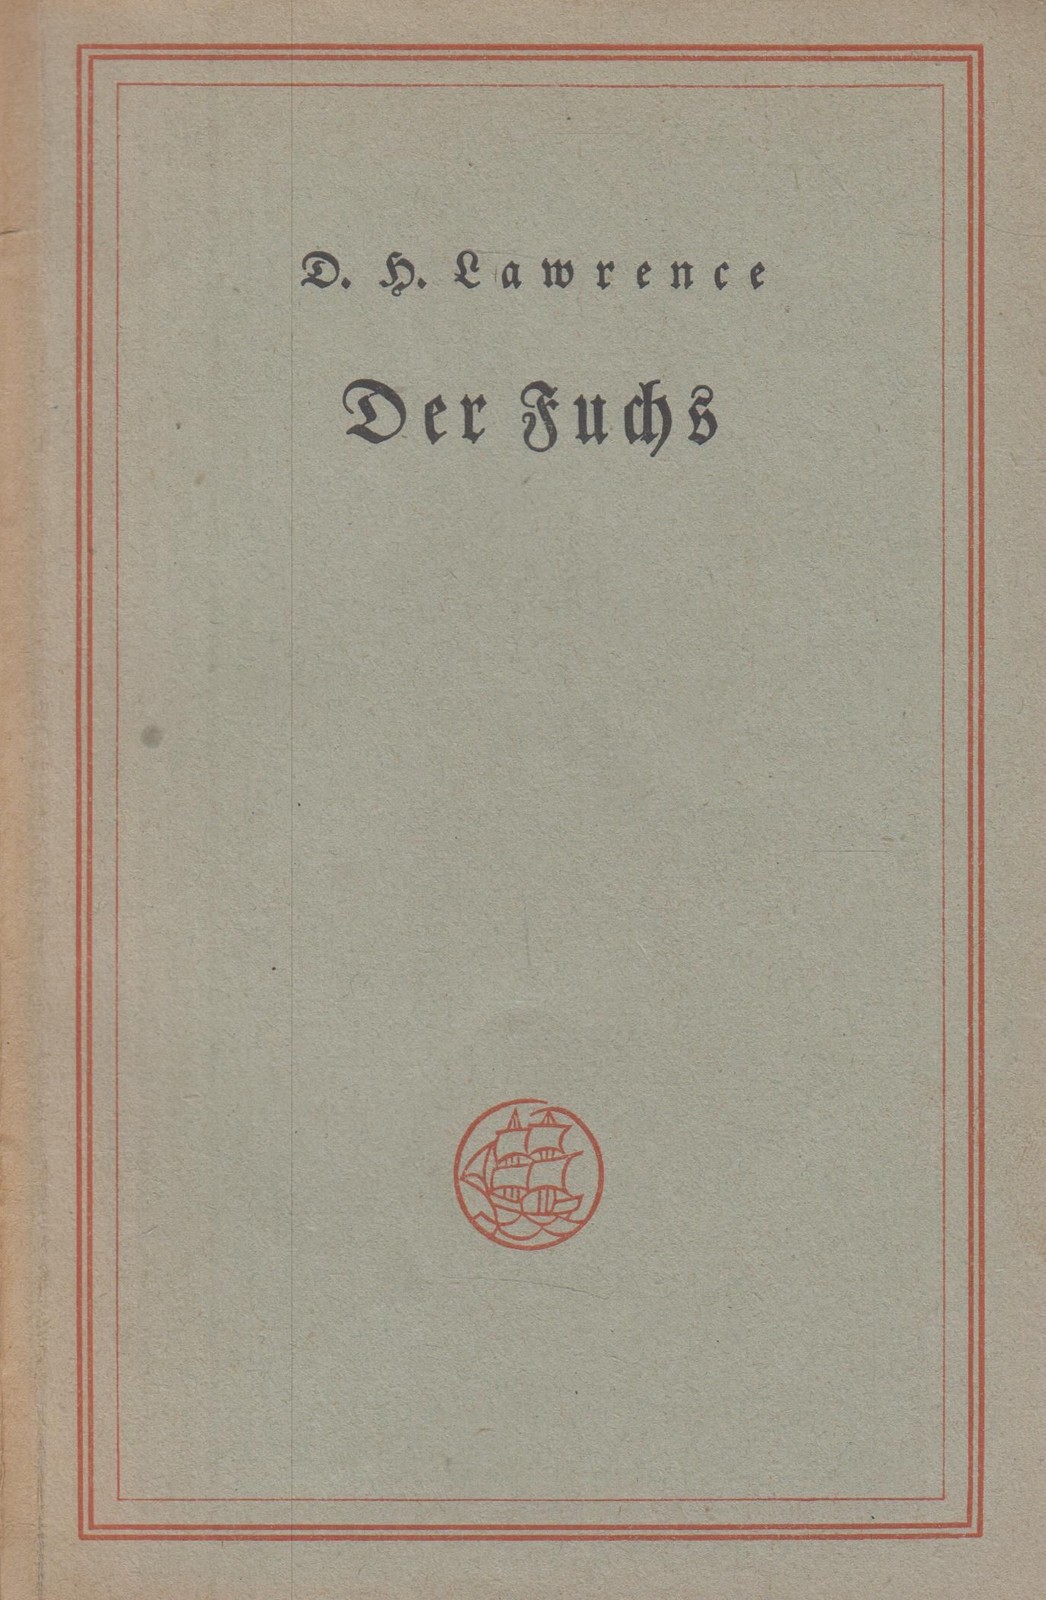 D. H. Lawrence
Der Fuchs